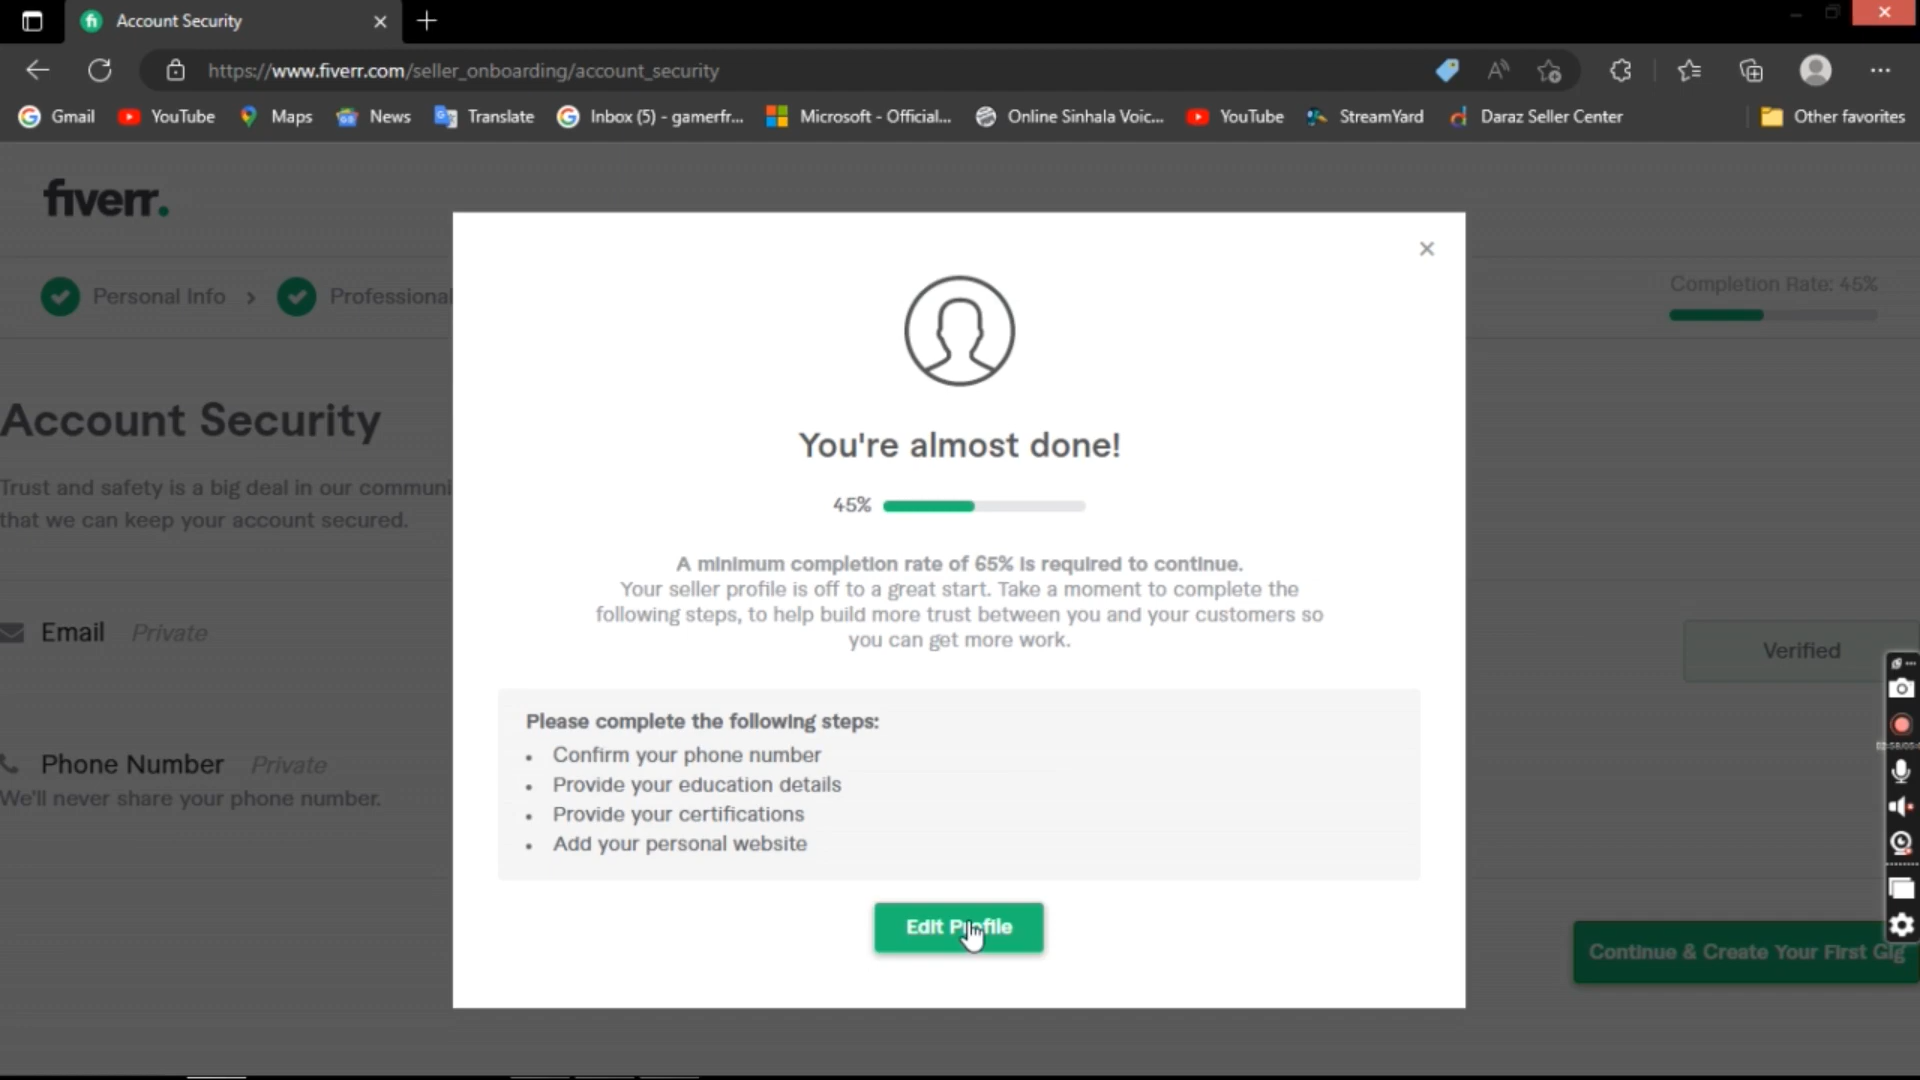 Account Security
https://www.fiverr.com/seller_onboarding/account_security
Gmail YouTube Maps News Translate Inbox (5) - gamerfr... Microsoft - Official... Online Sinhala Voic... YouTube StreamYard Daraz Seller Center Other favorites
fiverr.
Personal Info > Professional
Completion Rate: 45%
Account Security
Trust and safety is a big deal in our communi
that we can keep your account secured.
Email Private
Verified
Phone Number Private
We'll never share your phone number.
Continue & Create Your First Gig
You're almost done!
45%
A minimum completion rate of 65% is required to continue.
Your seller profile is off to a great start. Take a moment to complete the
following steps, to help build more trust between you and your customers so
you can get more work.
Please complete the following steps:
• Confirm your phone number
• Provide your education details
• Provide your certifications
• Add your personal website
Edit Profile